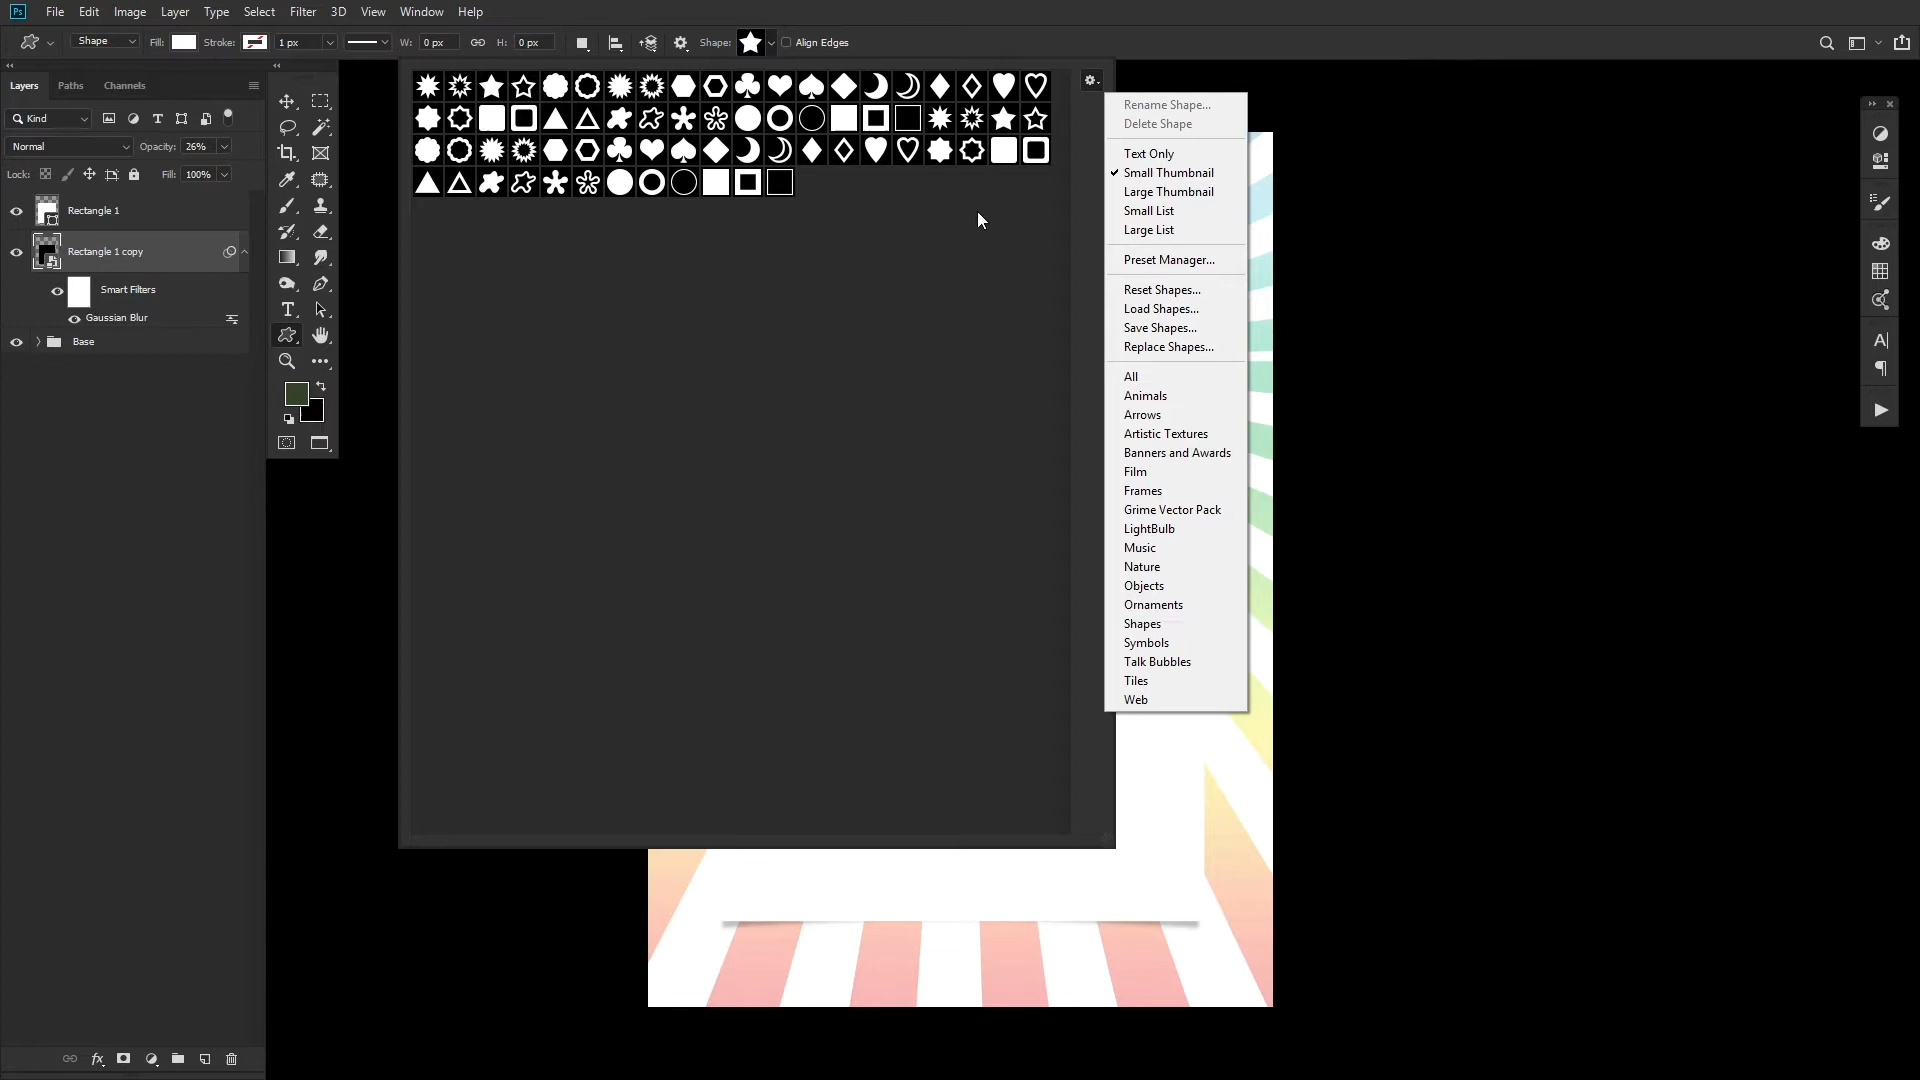 Ps File Edit Image Layer Type Select Filter 3D View Window Help
Shape Fill: Stroke: 1 px W: 0 px H: 0 px Shape: Align Edges
Layers Paths Channels
Kind
Normal Opacity: 26%
Lock: Fill: 100%
Rectangle 1
Rectangle 1 copy
Smart Filters
Gaussian Blur
Base
Rename Shape...
Delete Shape
Text Only
Small Thumbnail
Large Thumbnail
Small List
Large List
Preset Manager...
Reset Shapes...
Load Shapes...
Save Shapes...
Replace Shapes...
All
Animals
Arrows
Artistic Textures
Banners and Awards
Film
Frames
Grime Vector Pack
LightBulb
Music
Nature
Objects
Ornaments
Shapes
Symbols
Talk Bubbles
Tiles
Web